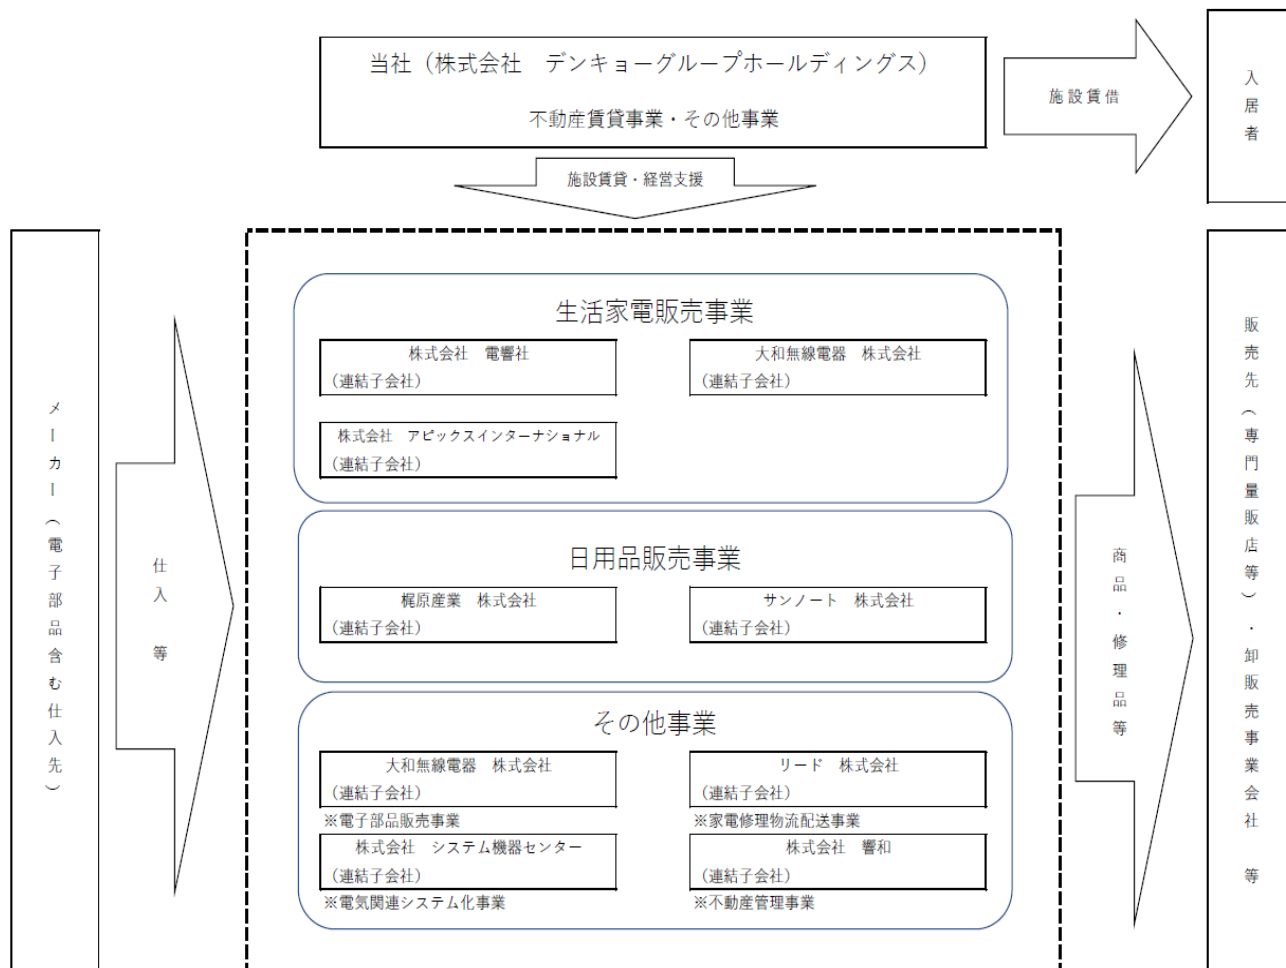 当社（株式会社　デンキョーグループホールディングス）
不動産賃貸事業・その他事業
施設賃借
入居者
施設賃貸・経営支援
メーカー（電子部品含む仕入先）
仕入　等
生活家電販売事業
株式会社　電響社
（連結子会社）
大和無線電器　株式会社
（連結子会社）
株式会社　アピックスインターナショナル
（連結子会社）
日用品販売事業
梶原産業　株式会社
（連結子会社）
サンノート　株式会社
（連結子会社）
その他事業
大和無線電器　株式会社
（連結子会社）
※電子部品販売事業
リード　株式会社
（連結子会社）
※家電修理物流配送事業
株式会社　システム機器センター
（連結子会社）
※電気関連システム化事業
株式会社　響和
（連結子会社）
※不動産管理事業
商品・修理品等
販売先（専門量販店等）・卸販売事業会社　等